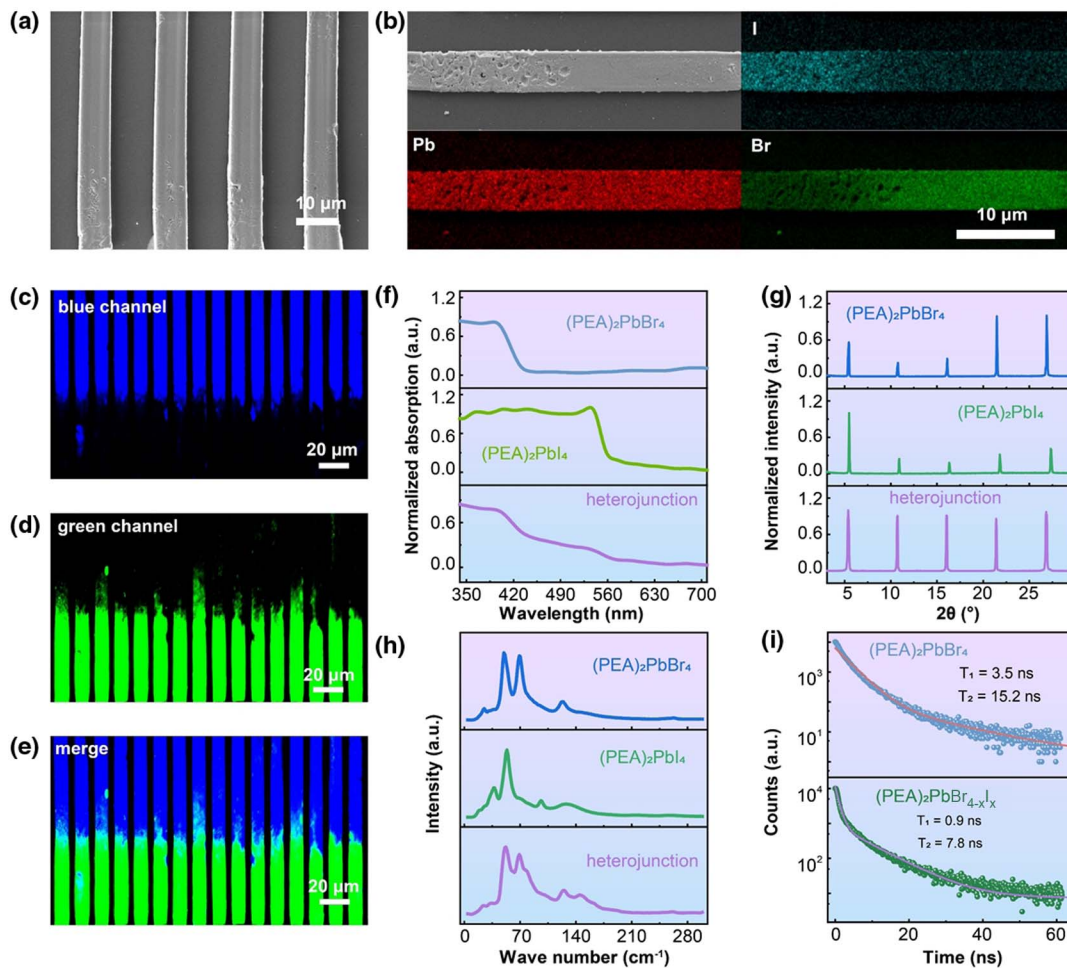 (a)
10 μm
(b)
I
Pb
Br
10 μm
(c)
blue channel
20 μm
(d)
green channel
20 μm
(e)
merge
20 μm
(f)
Normalized absorption (a.u.)
1.2
0.6
0.0
(PEA)₂PbBr₄
1.2
0.6
0.0
(PEA)₂PbI₄
heterojunction
0.6
0.0
350 420 490 560 630 700
Wavelength (nm)
(g)
Normalized intensity (a.u.)
1.2
0.6
0.0
(PEA)₂PbBr₄
1.2
0.6
0.0
(PEA)₂PbI₄
1.2
0.6
0.0
heterojunction
5 10 15 20 25
2θ (°)
(h)
Intensity (a.u.)
(PEA)₂PbBr₄
(PEA)₂PbI₄
heterojunction
0 70 140 210 280
Wave number (cm⁻¹)
(i)
Counts (a.u.)
10³
10¹
(PEA)₂PbBr₄
T₁ = 3.5 ns
T₂ = 15.2 ns
10⁴
10²
(PEA)₂PbBr₄₋ₓIₓ
T₁ = 0.9 ns
T₂ = 7.8 ns
0 20 40 60
Time (ns)